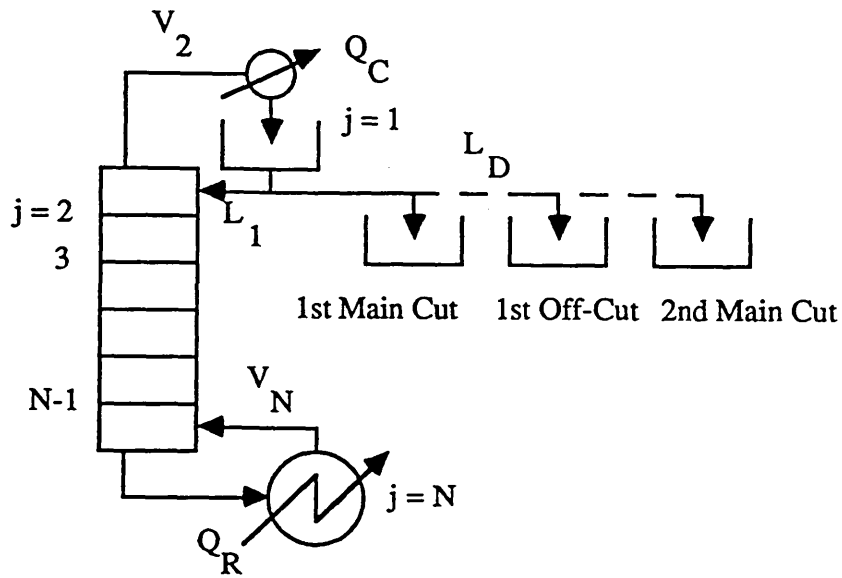 V2
QC
j = 1
LD
j = 2
L1
3
1st Main Cut
1st Off-Cut
2nd Main Cut
N-1
VN
j = N
QR